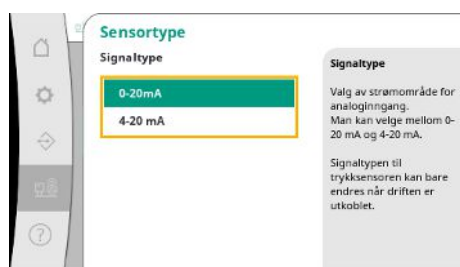 Sensortype
Signaltype
0-20mA
4-20 mA
Signaltype
Valg av strømområde for
analoginngang.
Man kan velge mellom 0-
20 mA og 4-20 mA.
Signaltypen til
trykksensoren kan bare
endres når driften er
utkoblet.